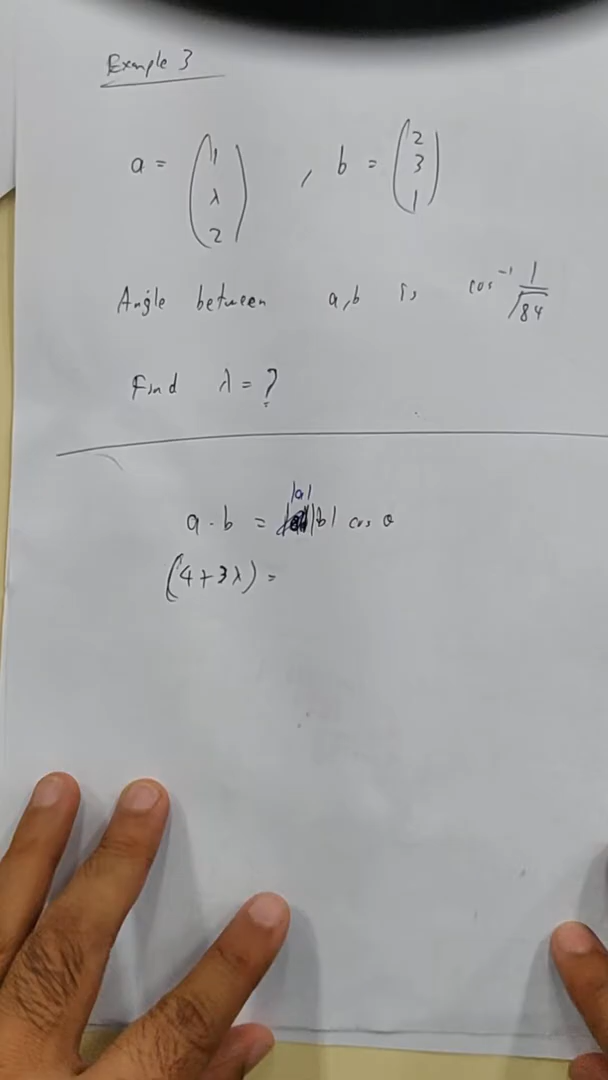 Example 3
a = (1 λ 2) , b = (2 3 1)
Angle between a,b is cos⁻¹ 1/√84
Find λ = ?
|a|
a · b = |b| cos θ
(4+3λ) =